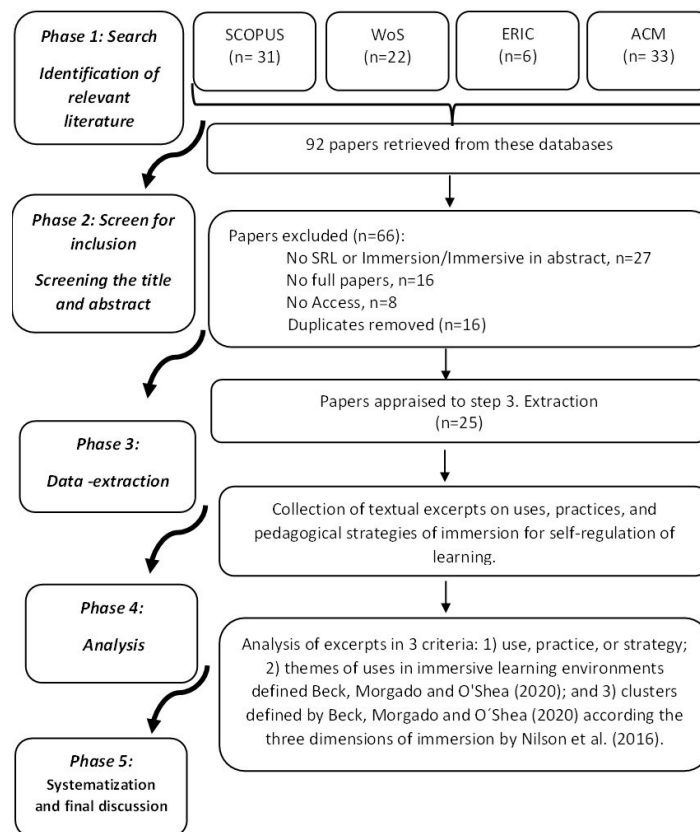 Phase 1: Search
Identification of
relevant
literature
SCOPUS
(n= 31)
WoS
(n=22)
ERIC
(n=6)
ACM
(n= 33)
92 papers retrieved from these databases
Phase 2: Screen for
inclusion
Screening the title
and abstract
Papers excluded (n=66):
No SRL or Immersion/Immersive in abstract, n=27
No full papers, n=16
No Access, n=8
Duplicates removed (n=16)
Papers appraised to step 3. Extraction
(n=25)
Phase 3:
Data -extraction
Collection of textual excerpts on uses, practices, and
pedagogical strategies of immersion for self-regulation of
learning.
Phase 4:
Analysis
Analysis of excerpts in 3 criteria: 1) use, practice, or strategy;
2) themes of uses in immersive learning environments
defined Beck, Morgado and O'Shea (2020); and 3) clusters
defined by Beck, Morgado and O´Shea (2020) according the
three dimensions of immersion by Nilson et al. (2016).
Phase 5:
Systematization
and final discussion